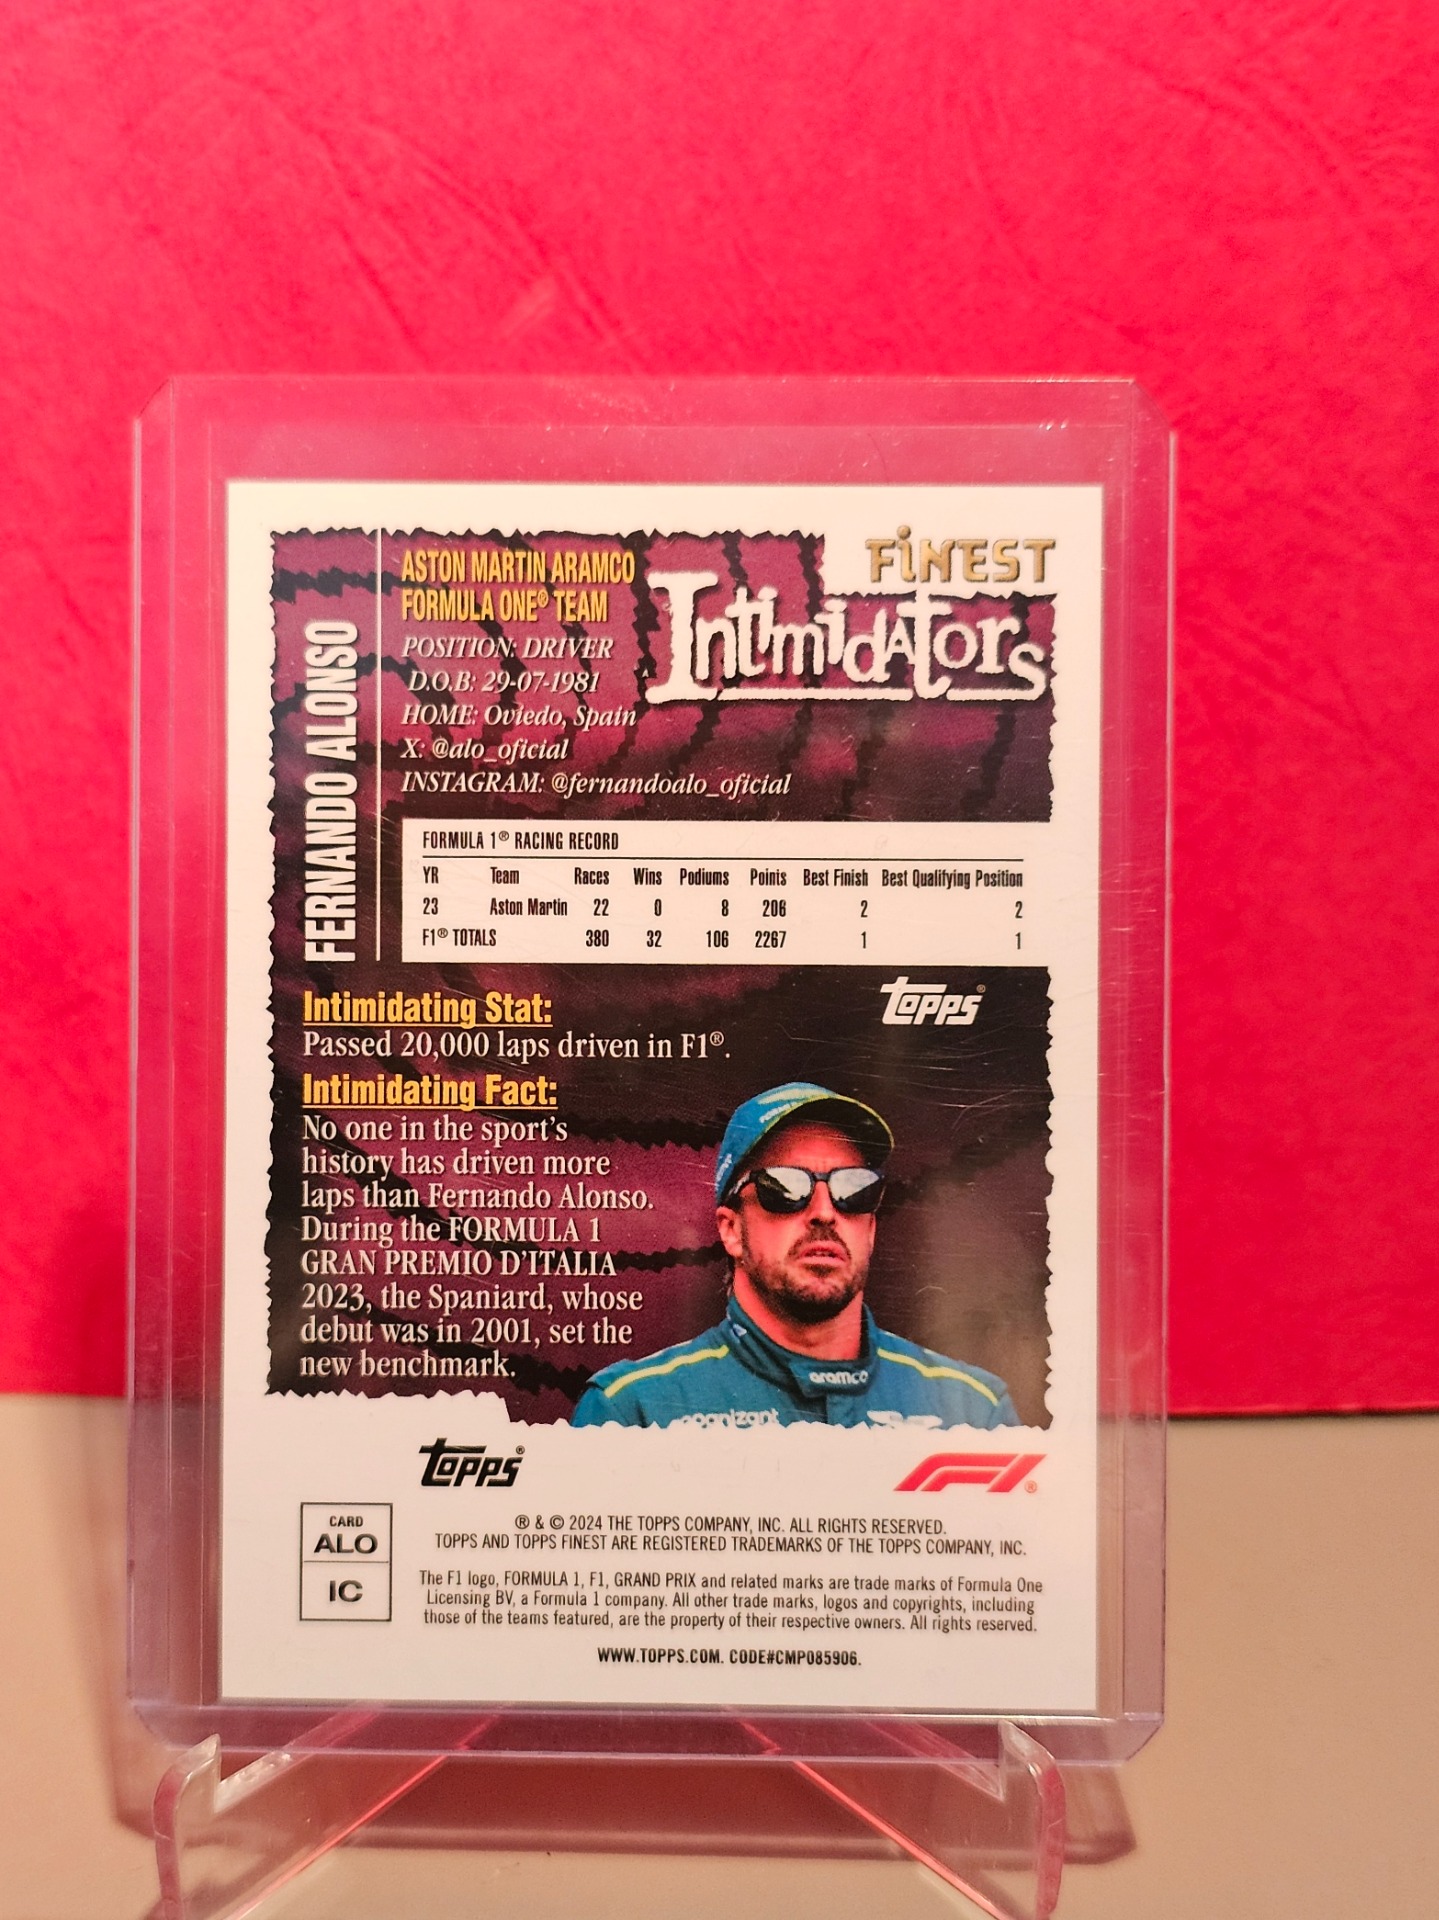 FERNANDO ALONSO
ASTON MARTIN ARAMCO
FORMULA ONE® TEAM
POSITION: DRIVER
D.O.B: 29-07-1981
HOME: Oviedo, Spain
X: @alo_oficial
INSTAGRAM: @fernandoalo_oficial
FiNEST
Intimidators
FORMULA 1® RACING RECORD
YR Team Races Wins Podiums Points Best Finish Best Qualifying Position
23 Aston Martin 22 0 8 206 2 2
F1® TOTALS 380 32 106 2267 1 1
topps®
Intimidating Stat:
Passed 20,000 laps driven in F1®.
Intimidating Fact:
No one in the sport's
history has driven more
laps than Fernando Alonso.
During the FORMULA 1
GRAN PREMIO D'ITALIA
2023, the Spaniard, whose
debut was in 2001, set the
new benchmark.
aramco
cognizant
topps®
F1®
CARD
ALO
IC
® & © 2024 THE TOPPS COMPANY, INC. ALL RIGHTS RESERVED.
TOPPS AND TOPPS FINEST ARE REGISTERED TRADEMARKS OF THE TOPPS COMPANY, INC.
The F1 logo, FORMULA 1, F1, GRAND PRIX and related marks are trade marks of Formula One
Licensing BV, a Formula 1 company. All other trade marks, logos and copyrights, including
those of the teams featured, are the property of their respective owners. All rights reserved.
WWW.TOPPS.COM. CODE#CMP085906.